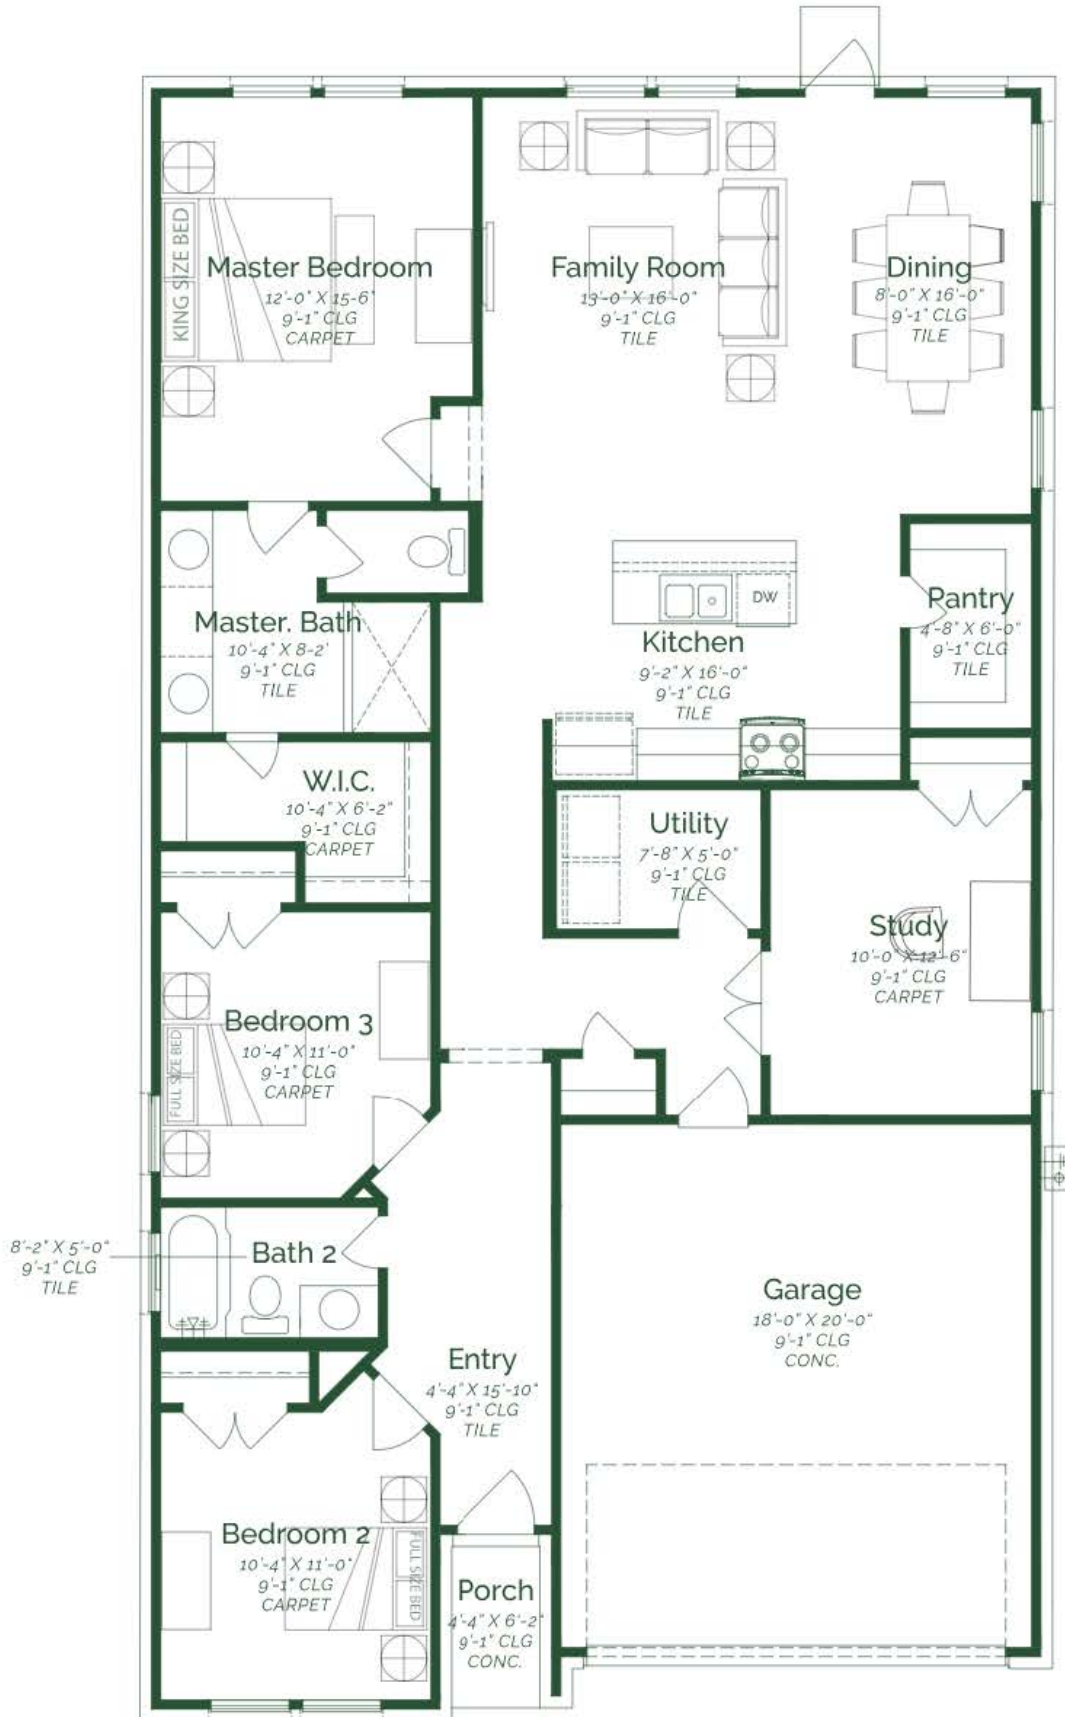 KING SIZE BED
Master Bedroom
12'-0" X 15-6"
9'-1" CLG
CARPET
Family Room
13'-0" X 16'-0"
9'-1" CLG
TILE
Dining
8'-0" X 16'-0"
9'-1" CLG
TILE
Master. Bath
10'-4" X 8-2'
9'-1" CLG
TILE
DW
Kitchen
9'-2" X 16'-0"
9'-1" CLG
TILE
Pantry
4'-8" X 6'-0"
9'-1" CLG
TILE
W.I.C.
10'-4" X 6'-2"
9'-1" CLG
CARPET
Utility
7'-8" X 5'-0"
9'-1" CLG
TILE
Study
10'-0" X 12'-6"
9'-1" CLG
CARPET
FULL SIZE BED
Bedroom 3
10'-4" X 11'-0"
9'-1" CLG
CARPET
8'-2" X 5'-0"
9'-1" CLG
TILE
Bath 2
Garage
18'-0" X 20'-0"
9'-1" CLG
CONC.
Entry
4'-4" X 15'-10"
9'-1" CLG
TILE
Bedroom 2
10'-4" X 11'-0"
9'-1" CLG
CARPET
FULL SIZE BED
Porch
4'-4" X 6'-2"
9'-1" CLG
CONC.